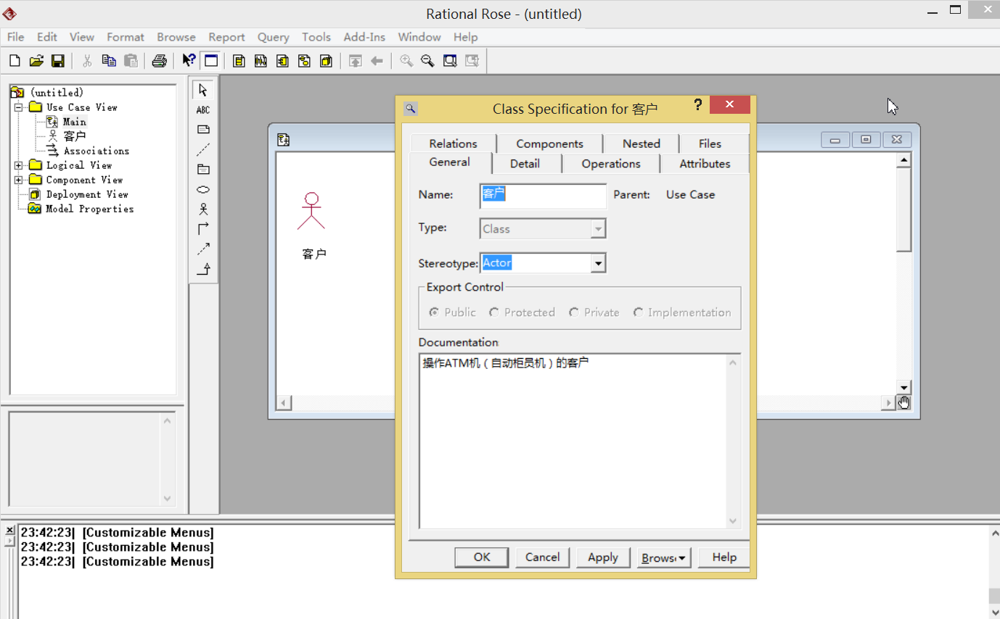 Rational Rose - (untitled)
File Edit View Format Browse Report Query Tools Add-Ins Window Help
(untitled)
Use Case View
Main
客户
Associations
Logical View
Component View
Deployment View
Model Properties
ABC
客户
Class Specification for 客户
Relations Components Nested Files
General Detail Operations Attributes
Name: 客户 Parent: Use Case
Type: Class
Stereotype: Actor
Export Control
Public Protected Private Implementation
Documentation
操作ATM机（自动柜员机）的客户
OK Cancel Apply Brows Help
23:42:23| [Customizable Menus]
23:42:23| [Customizable Menus]
23:42:23| [Customizable Menus]